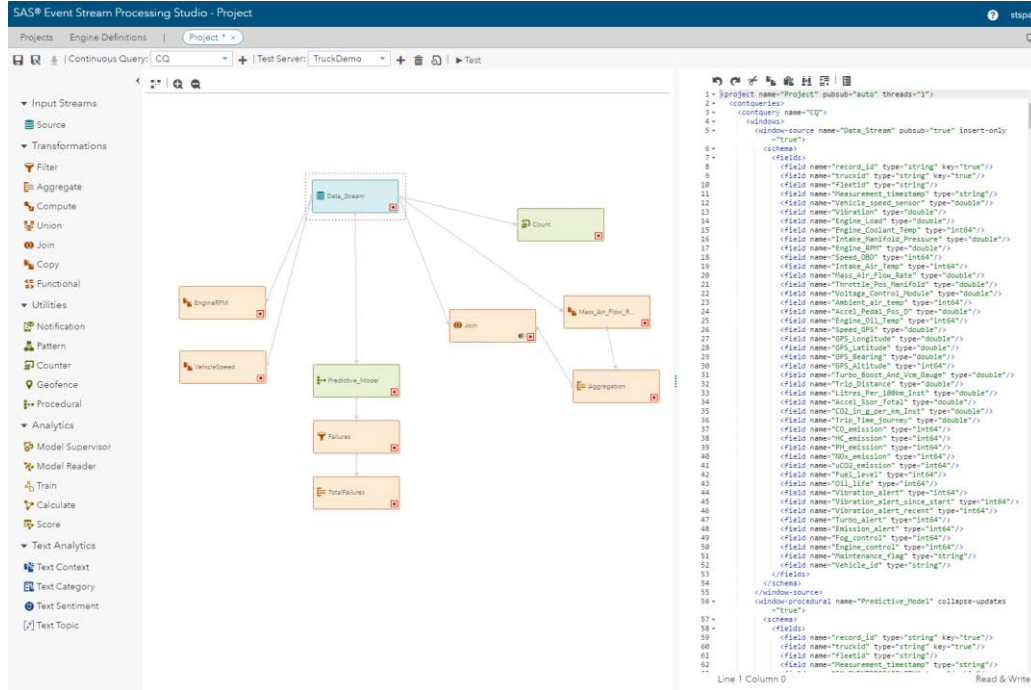 SAS® Event Stream Processing Studio - Project
? stspa
Projects Engine Definitions | Project * ×
| Continuous Query: CQ + | Test Server: TruckDemo + | Test
Input Streams
Source
Transformations
Filter
Aggregate
Compute
Union
Join
Copy
Functional
Utilities
Notification
Pattern
Counter
Geofence
Procedural
Analytics
Model Supervisor
Model Reader
Train
Calculate
Score
Text Analytics
Text Context
Text Category
Text Sentiment
Text Topic
Data_Stream
Count
EngineRPM
Mass_Air_Flow_R...
Join
VehicleSpeed
Predictive_Model
Aggregation
Failures
TotalFailures
1 <project name="Project" pubsub="auto" threads="1">
2 <contqueries>
3 <contquery name="CQ">
4 <windows>
5 <window-source name="Data_Stream" pubsub="true" insert-only
="true">
6 <schema>
7 <fields>
8 <field name="record_id" type="string" key="true"/>
9 <field name="truckid" type="string" key="true"/>
10 <field name="fleetid" type="string"/>
11 <field name="Measurement_timestamp" type="string"/>
12 <field name="Vehicle_speed_sensor" type="double"/>
13 <field name="Vibration" type="double"/>
14 <field name="Engine_Load" type="double"/>
15 <field name="Engine_Coolant_Temp" type="int64"/>
16 <field name="Intake_Manifold_Pressure" type="double"/>
17 <field name="Engine_RPM" type="double"/>
18 <field name="Speed_OBD" type="int64"/>
19 <field name="Intake_Air_Temp" type="int64"/>
20 <field name="Mass_Air_Flow_Rate" type="double"/>
21 <field name="Throttle_Pos_Manifold" type="double"/>
22 <field name="Voltage_Control_Module" type="double"/>
23 <field name="Ambient_air_temp" type="int64"/>
24 <field name="Accel_Pedal_Pos_D" type="double"/>
25 <field name="Engine_Oil_Temp" type="int64"/>
26 <field name="Speed_GPS" type="int64"/>
27 <field name="GPS_Longitude" type="double"/>
28 <field name="GPS_Latitude" type="double"/>
29 <field name="GPS_Bearing" type="double"/>
30 <field name="GPS_Altitude" type="int64"/>
31 <field name="Turbo_Boost_And_Vcm_Gauge" type="double"/>
32 <field name="Trip_Distance" type="double"/>
33 <field name="Litres_Per_100km_Inst" type="double"/>
34 <field name="Accel_Ssor_Total" type="double"/>
35 <field name="CO2_in_g_per_km_Inst" type="double"/>
36 <field name="Trip_Time_journey" type="double"/>
37 <field name="CO_emission" type="int64"/>
38 <field name="HC_emission" type="int64"/>
39 <field name="PM_emission" type="int64"/>
40 <field name="NOx_emission" type="int64"/>
41 <field name="uCO2_emission" type="int64"/>
42 <field name="Fuel_level" type="int64"/>
43 <field name="Oil_life" type="int64"/>
44 <field name="Vibration_alert" type="int64"/>
45 <field name="Vibration_alert_since_start" type="int64"/>
46 <field name="Vibration_alert_recent" type="int64"/>
47 <field name="Turbo_alert" type="int64"/>
48 <field name="Emission_alert" type="int64"/>
49 <field name="Fog_control" type="int64"/>
50 <field name="Engine_control" type="int64"/>
51 <field name="Maintenance_flag" type="string"/>
52 <field name="Vehicle_id" type="string"/>
53 </fields>
54 </schema>
55 </window-source>
56 <window-procedural name="Predictive_Model" collapse-updates
="true">
57 <schema>
58 <fields>
59 <field name="record_id" type="string" key="true"/>
60 <field name="truckid" type="string" key="true"/>
61 <field name="fleetid" type="string"/>
62 <field name="Measurement_timestamp" type="string"/>
Line 1 Column 0 Read & Write